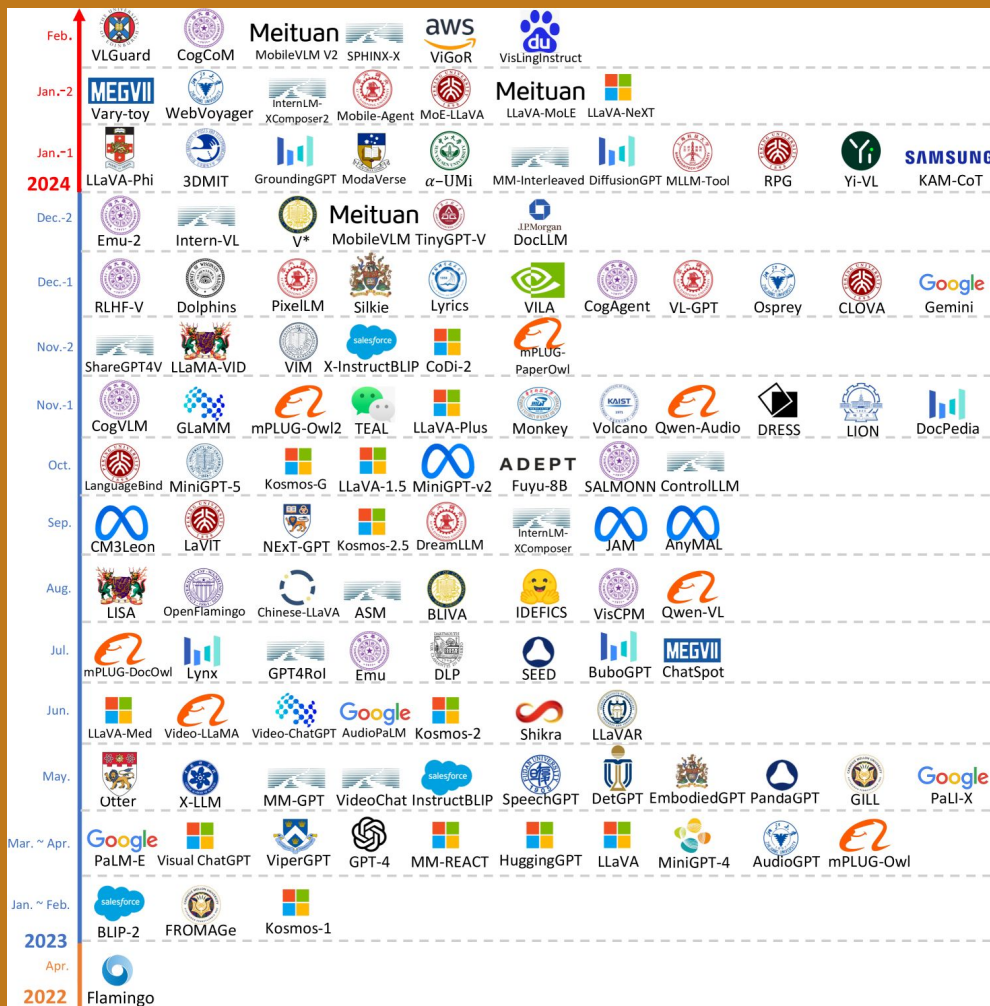 Feb.
Meituan
aws
du
VLGuard CogCoM MobileVLM V2 SPHINX-X ViGoR VisLingInstruct
Jan.-2
MEGVII
Meituan
InternLM-
Vary-toy WebVoyager XComposer2 Mobile-Agent MoE-LLaVA LLaVA-MoLE LLaVA-NeXT
Jan.-1
Yi
SAMSUNG
2024
LLaVA-Phi 3DMIT GroundingGPT ModaVerse α-UMi MM-Interleaved DiffusionGPT MLLM-Tool RPG Yi-VL KAM-CoT
Dec.-2
Meituan
J.P.Morgan
Emu-2 Intern-VL V* MobileVLM TinyGPT-V DocLLM
Dec.-1
Google
RLHF-V Dolphins PixelLM Silkie Lyrics VILA CogAgent VL-GPT Osprey CLOVA Gemini
Nov.-2
salesforce
mPLUG-
ShareGPT4V LLaMA-VID VIM X-InstructBLIP CoDi-2 PaperOwl
Nov.-1
KAIST
CogVLM GLaMM mPLUG-Owl2 TEAL LLaVA-Plus Monkey Volcano Qwen-Audio DRESS LION DocPedia
Oct.
ADEPT
LanguageBind MiniGPT-5 Kosmos-G LLaVA-1.5 MiniGPT-v2 Fuyu-8B SALMONN ControlLLM
Sep.
InternLM-
CM3Leon LaVIT NExT-GPT Kosmos-2.5 DreamLLM XComposer JAM AnyMAL
Aug.
LISA OpenFlamingo Chinese-LLaVA ASM BLIVA IDEFICS VisCPM Qwen-VL
Jul.
MEGVII
mPLUG-DocOwl Lynx GPT4RoI Emu DLP SEED BuboGPT ChatSpot
Jun.
Google
LLaVA-Med Video-LLaMA Video-ChatGPT AudioPaLM Kosmos-2 Shikra LLaVAR
May.
salesforce
Google
Otter X-LLM MM-GPT VideoChat InstructBLIP SpeechGPT DetGPT EmbodiedGPT PandaGPT GILL PaLI-X
Mar. ~ Apr.
Google
PaLM-E Visual ChatGPT ViperGPT GPT-4 MM-REACT HuggingGPT LLaVA MiniGPT-4 AudioGPT mPLUG-Owl
Jan. ~ Feb.
salesforce
BLIP-2 FROMAGe Kosmos-1
2023
Apr.
2022
Flamingo